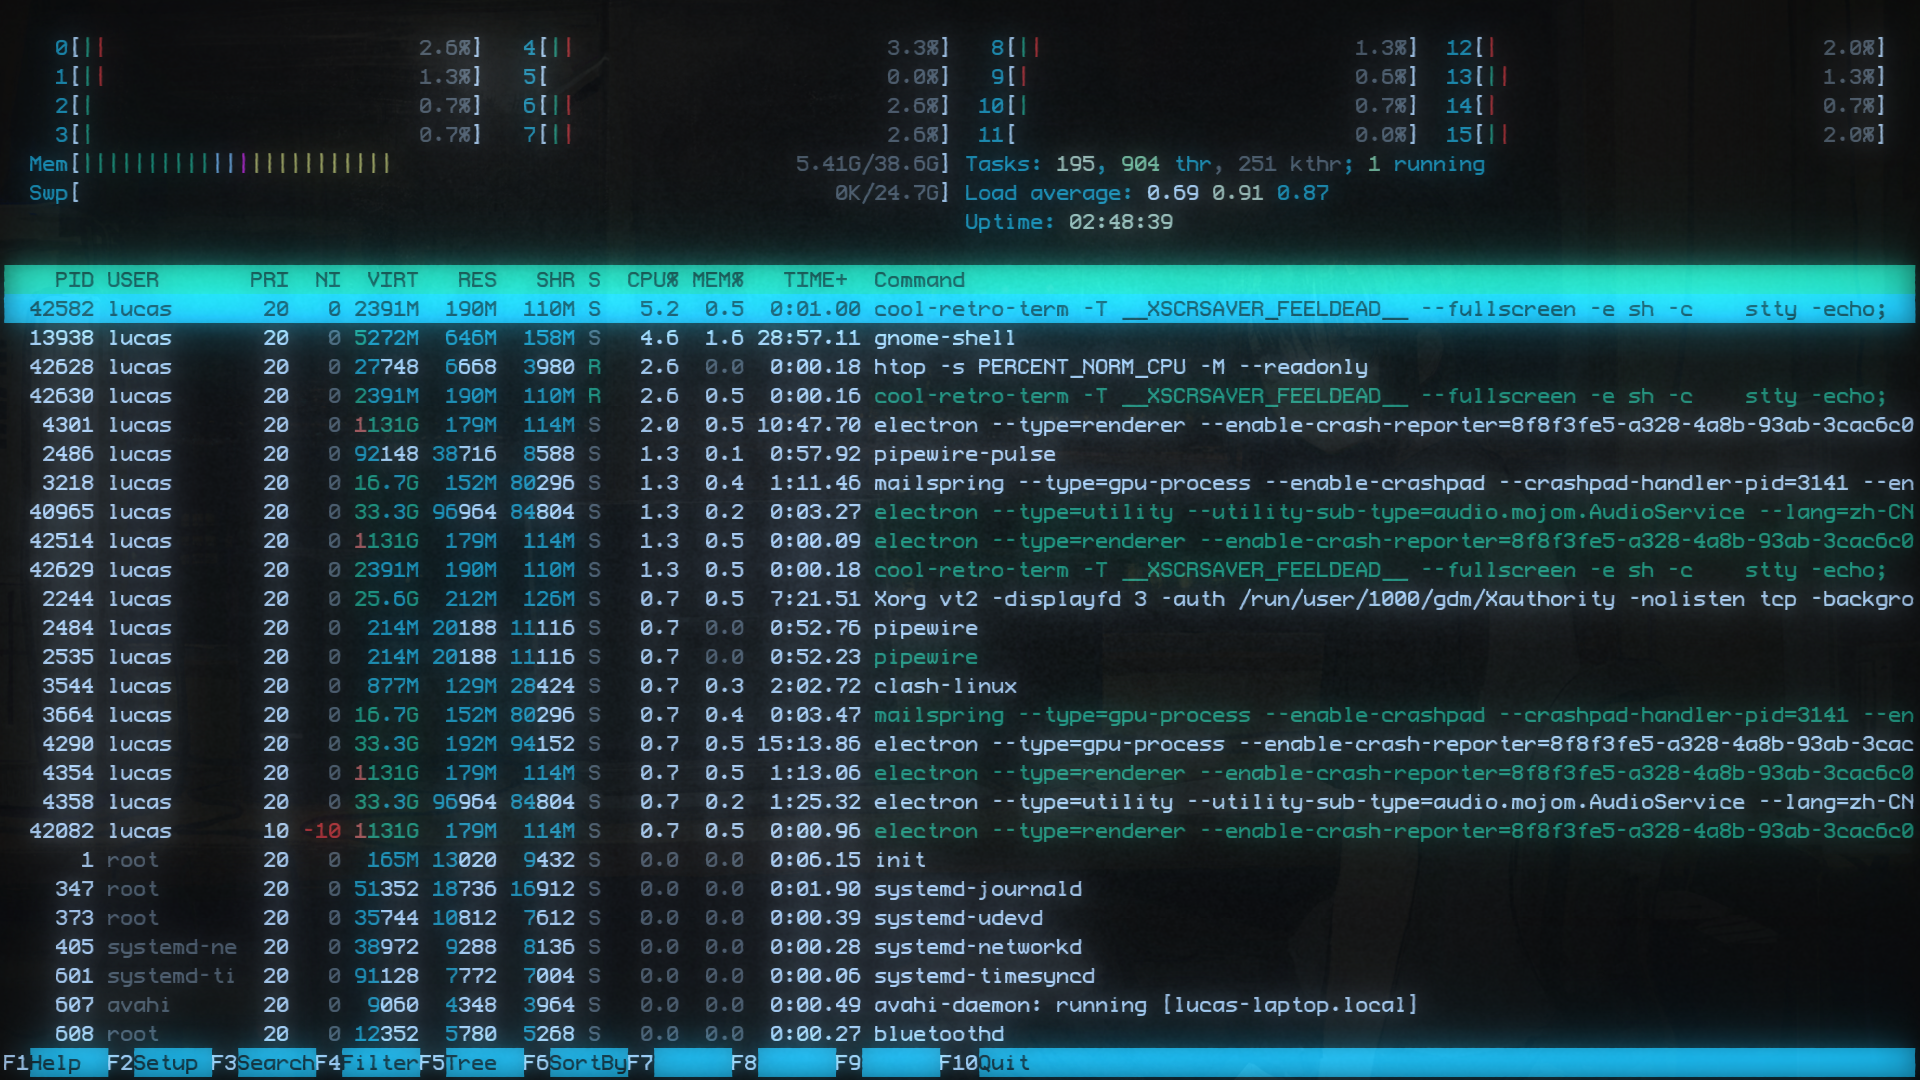 0[|| 2.6%] 4[|| 3.3%] 8[|| 1.3%] 12[| 2.0%]
1[|| 1.3%] 5[ 0.0%] 9[| 0.6%] 13[|| 1.3%]
2[| 0.7%] 6[|| 2.6%] 10[| 0.7%] 14[| 0.7%]
3[| 0.7%] 7[|| 2.6%] 11[ 0.0%] 15[|| 2.0%]
Mem[|||||||||||||||||||||||| 5.41G/38.6G] Tasks: 195, 904 thr, 251 kthr; 1 running
Swp[ 0K/24.7G] Load average: 0.69 0.91 0.87
Uptime: 02:48:39
PID USER PRI NI VIRT RES SHR S CPU% MEM% TIME+ Command
42582 lucas 20 0 2391M 190M 110M S 5.2 0.5 0:01.00 cool-retro-term -T __XSCRSAVER_FEELDEAD__ --fullscreen -e sh -c stty -echo;
13938 lucas 20 0 5272M 646M 158M S 4.6 1.6 28:57.11 gnome-shell
42628 lucas 20 0 27748 6668 3980 R 2.6 0.0 0:00.18 htop -s PERCENT_NORM_CPU -M --readonly
42630 lucas 20 0 2391M 190M 110M R 2.6 0.5 0:00.16 cool-retro-term -T __XSCRSAVER_FEELDEAD__ --fullscreen -e sh -c stty -echo;
4301 lucas 20 0 1131G 179M 114M S 2.0 0.5 10:47.70 electron --type=renderer --enable-crash-reporter=8f8f3fe5-a328-4a8b-93ab-3cac6c0
2486 lucas 20 0 92148 38716 8588 S 1.3 0.1 0:57.92 pipewire-pulse
3218 lucas 20 0 16.7G 152M 80296 S 1.3 0.4 1:11.46 mailspring --type=gpu-process --enable-crashpad --crashpad-handler-pid=3141 --en
40965 lucas 20 0 33.3G 96964 84804 S 1.3 0.2 0:03.27 electron --type=utility --utility-sub-type=audio.mojom.AudioService --lang=zh-CN
42514 lucas 20 0 1131G 179M 114M S 1.3 0.5 0:00.09 electron --type=renderer --enable-crash-reporter=8f8f3fe5-a328-4a8b-93ab-3cac6c0
42629 lucas 20 0 2391M 190M 110M S 1.3 0.5 0:00.18 cool-retro-term -T __XSCRSAVER_FEELDEAD__ --fullscreen -e sh -c stty -echo;
2244 lucas 20 0 25.6G 212M 126M S 0.7 0.5 7:21.51 Xorg vt2 -displayfd 3 -auth /run/user/1000/gdm/Xauthority -nolisten tcp -backgro
2484 lucas 20 0 214M 20188 11116 S 0.7 0.0 0:52.76 pipewire
2535 lucas 20 0 214M 20188 11116 S 0.7 0.0 0:52.23 pipewire
3544 lucas 20 0 877M 129M 28424 S 0.7 0.3 2:02.72 clash-linux
3664 lucas 20 0 16.7G 152M 80296 S 0.7 0.4 0:03.47 mailspring --type=gpu-process --enable-crashpad --crashpad-handler-pid=3141 --en
4290 lucas 20 0 33.3G 192M 94152 S 0.7 0.5 15:13.86 electron --type=gpu-process --enable-crash-reporter=8f8f3fe5-a328-4a8b-93ab-3cac
4354 lucas 20 0 1131G 179M 114M S 0.7 0.5 1:13.06 electron --type=renderer --enable-crash-reporter=8f8f3fe5-a328-4a8b-93ab-3cac6c0
4358 lucas 20 0 33.3G 96964 84804 S 0.7 0.2 1:25.32 electron --type=utility --utility-sub-type=audio.mojom.AudioService --lang=zh-CN
42082 lucas 10 -10 1131G 179M 114M S 0.7 0.5 0:00.96 electron --type=renderer --enable-crash-reporter=8f8f3fe5-a328-4a8b-93ab-3cac6c0
1 root 20 0 165M 13020 9432 S 0.0 0.0 0:06.15 init
347 root 20 0 51352 18736 16912 S 0.0 0.0 0:01.90 systemd-journald
373 root 20 0 35744 10812 7612 S 0.0 0.0 0:00.39 systemd-udevd
405 systemd-ne 20 0 38972 9288 8136 S 0.0 0.0 0:00.28 systemd-networkd
601 systemd-ti 20 0 91128 7772 7004 S 0.0 0.0 0:00.06 systemd-timesyncd
607 avahi 20 0 9060 4348 3964 S 0.0 0.0 0:00.49 avahi-daemon: running [lucas-laptop.local]
608 root 20 0 12352 5780 5268 S 0.0 0.0 0:00.27 bluetoothd
F1Help F2Setup F3SearchF4FilterF5Tree F6SortByF7 F8 F9 F10Quit